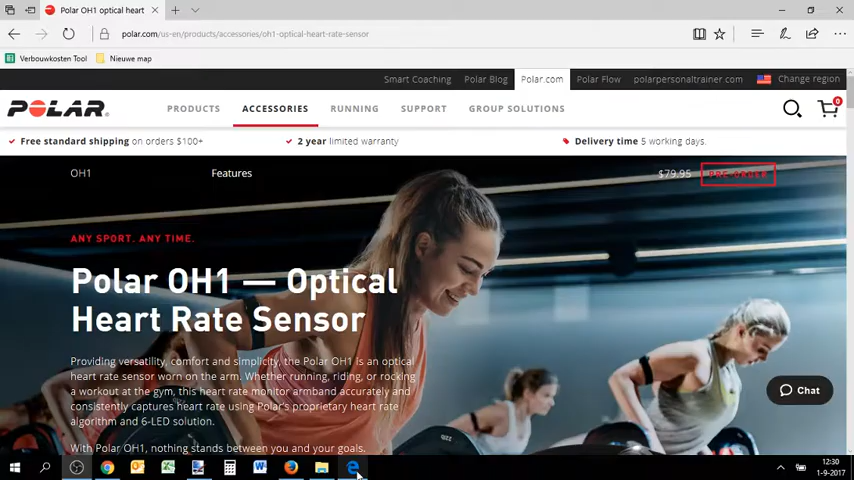 Polar OH1 optical heart
polar.com/us-en/products/accessories/oh1-optical-heart-rate-sensor
Verbouwkosten Tool Nieuwe map
Smart Coaching Polar Blog Polar.com Polar Flow polarpersonaltrainer.com Change region
POLAR PRODUCTS ACCESSORIES RUNNING SUPPORT GROUP SOLUTIONS 0
Free standard shipping on orders $100+ 2 year limited warranty Delivery time 5 working days.
OH1 Features $79.95 PRE-ORDER
ANY SPORT. ANY TIME.
Polar OH1 — Optical
Heart Rate Sensor
Providing versatility, comfort and simplicity, the Polar OH1 is an optical
heart rate sensor worn on the arm. Whether running, riding, or rocking
a workout at the gym, this heart rate monitor armband accurately and
consistently captures heart rate using Polar's proprietary heart rate
algorithm and 6-LED solution.
With Polar OH1, nothing stands between you and your goals.
Chat
12:30
1-9-2017